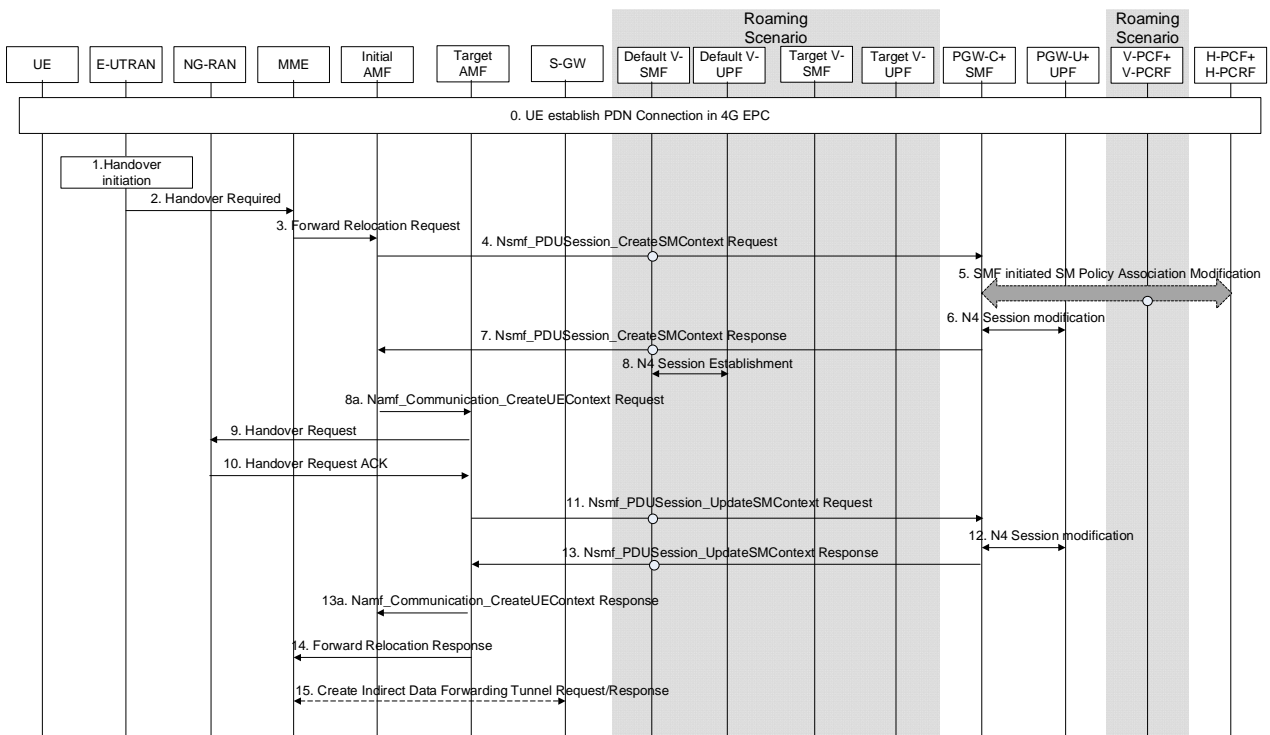 Roaming
Scenario
Roaming
Scenario
UE
E-UTRAN
NG-RAN
MME
Initial
AMF
Target
AMF
S-GW
Default V-
SMF
Default V-
UPF
Target V-
SMF
Target V-
UPF
PGW-C+
SMF
PGW-U+
UPF
V-PCF+
V-PCRF
H-PCF+
H-PCRF
0. UE establish PDN Connection in 4G EPC
1.Handover
initiation
2. Handover Required
3. Forward Relocation Request
4. Nsmf_PDUSession_CreateSMContext Request
5. SMF initiated SM Policy Association Modification
6. N4 Session modification
7. Nsmf_PDUSession_CreateSMContext Response
8. N4 Session Establishment
8a. Namf_Communication_CreateUEContext Request
9. Handover Request
10. Handover Request ACK
11. Nsmf_PDUSession_UpdateSMContext Request
12. N4 Session modification
13. Nsmf_PDUSession_UpdateSMContext Response
13a. Namf_Communication_CreateUEContext Response
14. Forward Relocation Response
15. Create Indirect Data Forwarding Tunnel Request/Response